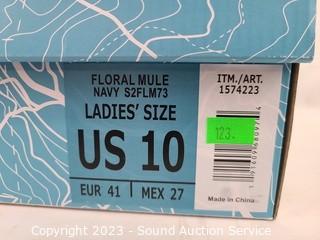 FLORAL MULE
NAVY S2FLM73
LADIES' SIZE
US 10
EUR 41 MEX 27
ITM./ART.
1574223
123
Made in China
Copyright © 2023 - Sound Auction Service